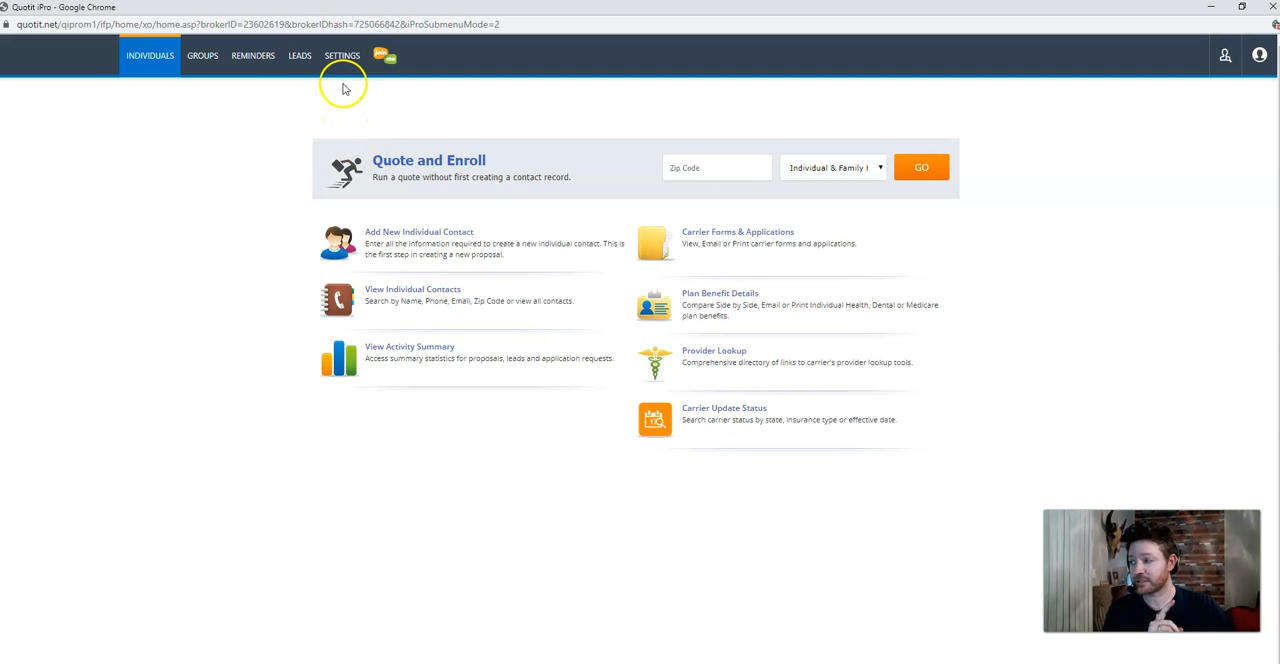 Quotit iPro - Google Chrome
quotit.net/qiprom1/ifp/home/xo/home.asp?brokerID=23602619&brokerIDhash=725066842&iProSubmenuMode=2
INDIVIDUALS GROUPS REMINDERS LEADS SETTINGS join me
Quote and Enroll
Run a quote without first creating a contact record.
Zip Code
Individual & Family
GO
Add New Individual Contact
Enter all the information required to create a new individual contact. This is
the first step in creating a new proposal.
View Individual Contacts
Search by Name, Phone, Email, Zip Code or view all contacts.
View Activity Summary
Access summary statistics for proposals, leads and application requests.
Carrier Forms & Applications
View, Email or Print carrier forms and applications.
Plan Benefit Details
Compare Side by Side, Email or Print Individual Health, Dental or Medicare
plan benefits.
Provider Lookup
Comprehensive directory of links to carrier's provider lookup tools.
Carrier Update Status
Search carrier status by state, insurance type or effective date.